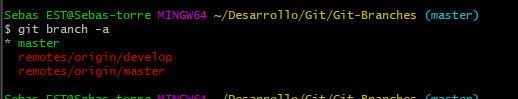 Sebas EST@Sebas-torre MINGW64 ~/Desarrollo/Git/Git-Branches (master)
$ git branch -a
* master
  remotes/origin/develop
  remotes/origin/master
Sebas EST@Sebas-torre MINGW64 ~/Desarrollo/Git/Git-Branches (master)